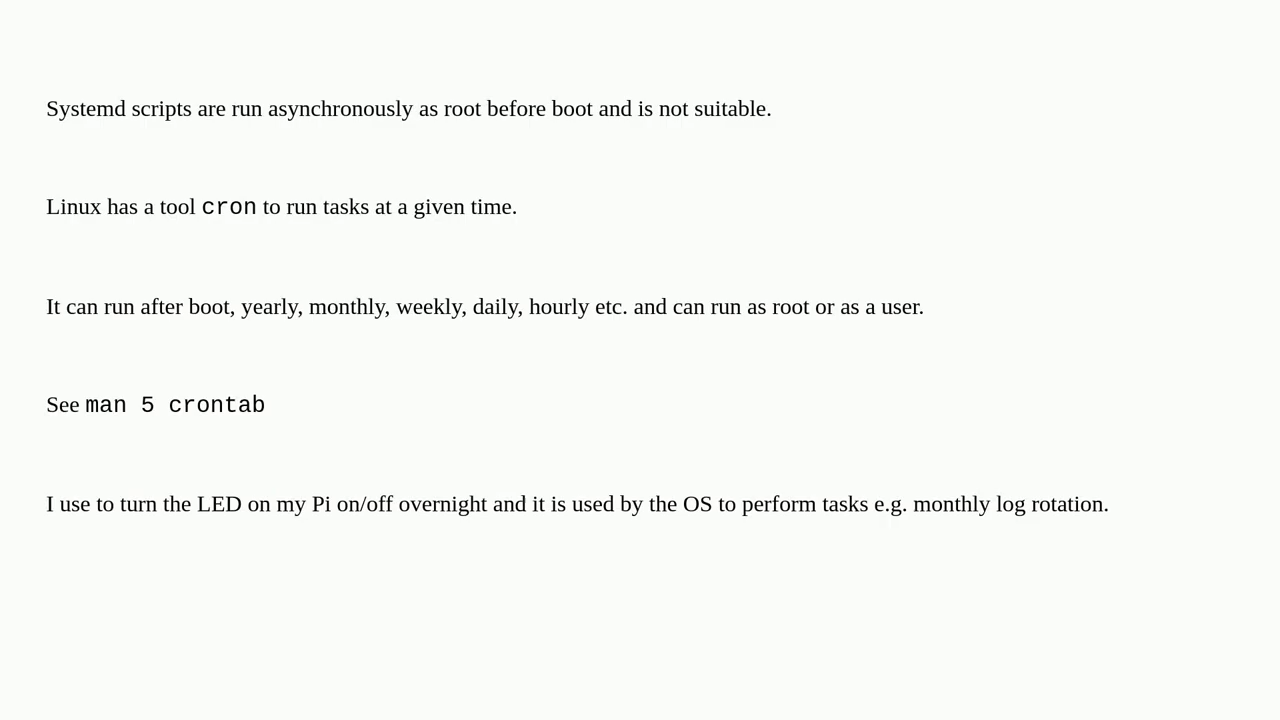 Systemd scripts are run asynchronously as root before boot and is not suitable.
Linux has a tool cron to run tasks at a given time.
It can run after boot, yearly, monthly, weekly, daily, hourly etc. and can run as root or as a user.
See man 5 crontab
I use to turn the LED on my Pi on/off overnight and it is used by the OS to perform tasks e.g. monthly log rotation.